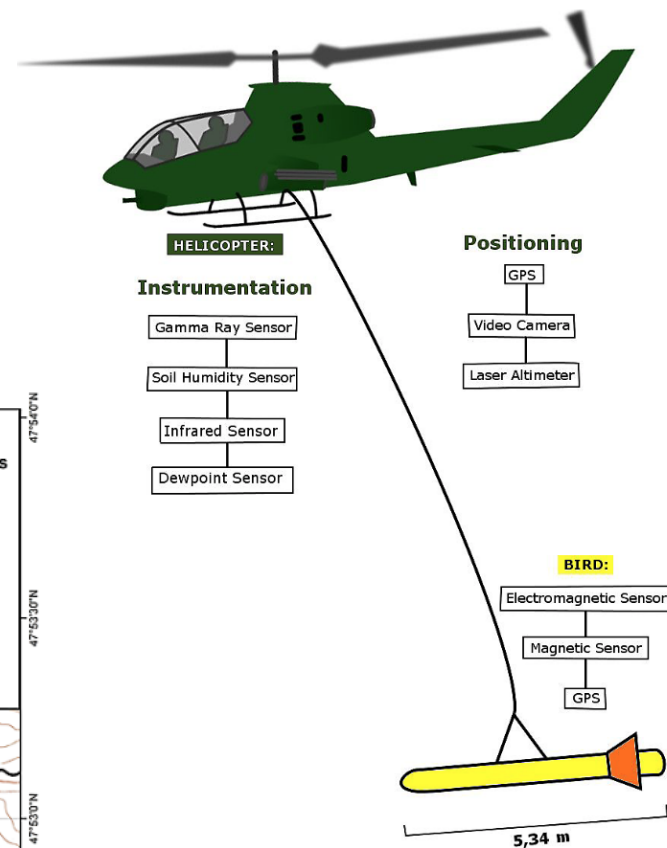 HELICOPTER:
Instrumentation
Gamma Ray Sensor
Soil Humidity Sensor
Infrared Sensor
Dewpoint Sensor
Positioning
GPS
Video Camera
Laser Altimeter
BIRD:
Electromagnetic Sensor
Magnetic Sensor
GPS
5,34 m
s
47°54'0"N
47°53'30"N
47°53'0"N